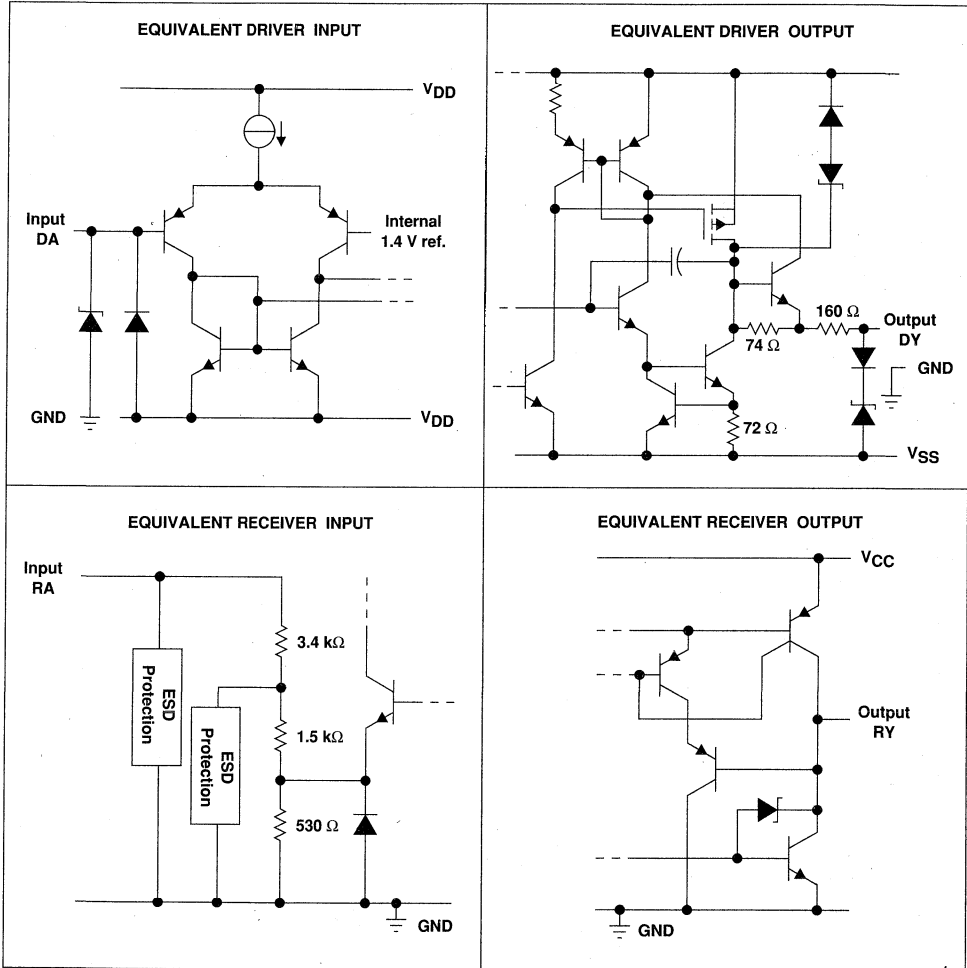 EQUIVALENT DRIVER INPUT
VDD
Input
DA
Internal
1.4 V ref.
GND
VDD
EQUIVALENT DRIVER OUTPUT
160 Ω
Output
DY
74 Ω
GND
72 Ω
VSS
EQUIVALENT RECEIVER INPUT
Input
RA
3.4 kΩ
ESD
Protection
1.5 kΩ
ESD
Protection
530 Ω
GND
EQUIVALENT RECEIVER OUTPUT
VCC
Output
RY
GND